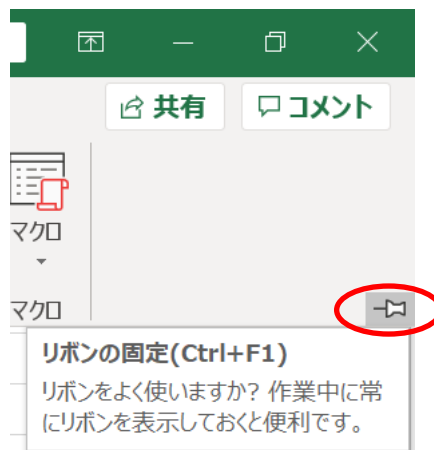 共有
コメント
マクロ
マクロ
リボンの固定(Ctrl+F1)
リボンをよく使いますか? 作業中に常
にリボンを表示しておくと便利です。